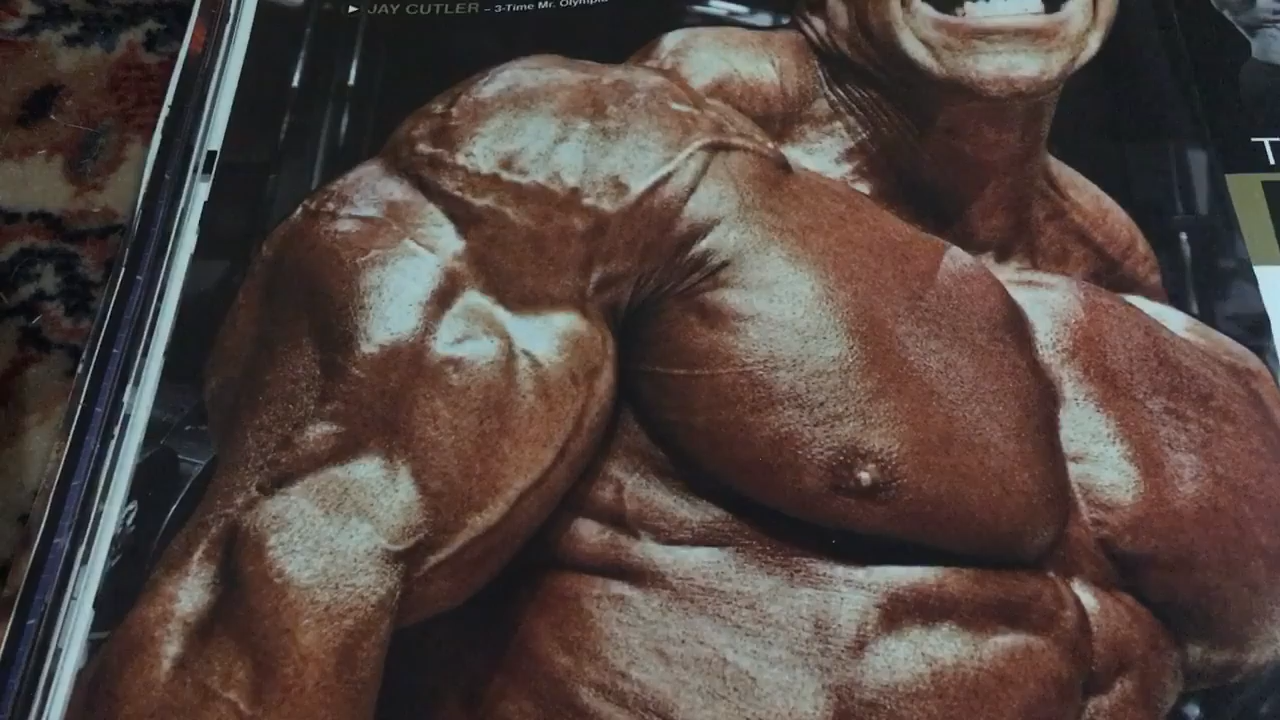 ► JAY CUTLER – 3-Time Mr. Olympia
T